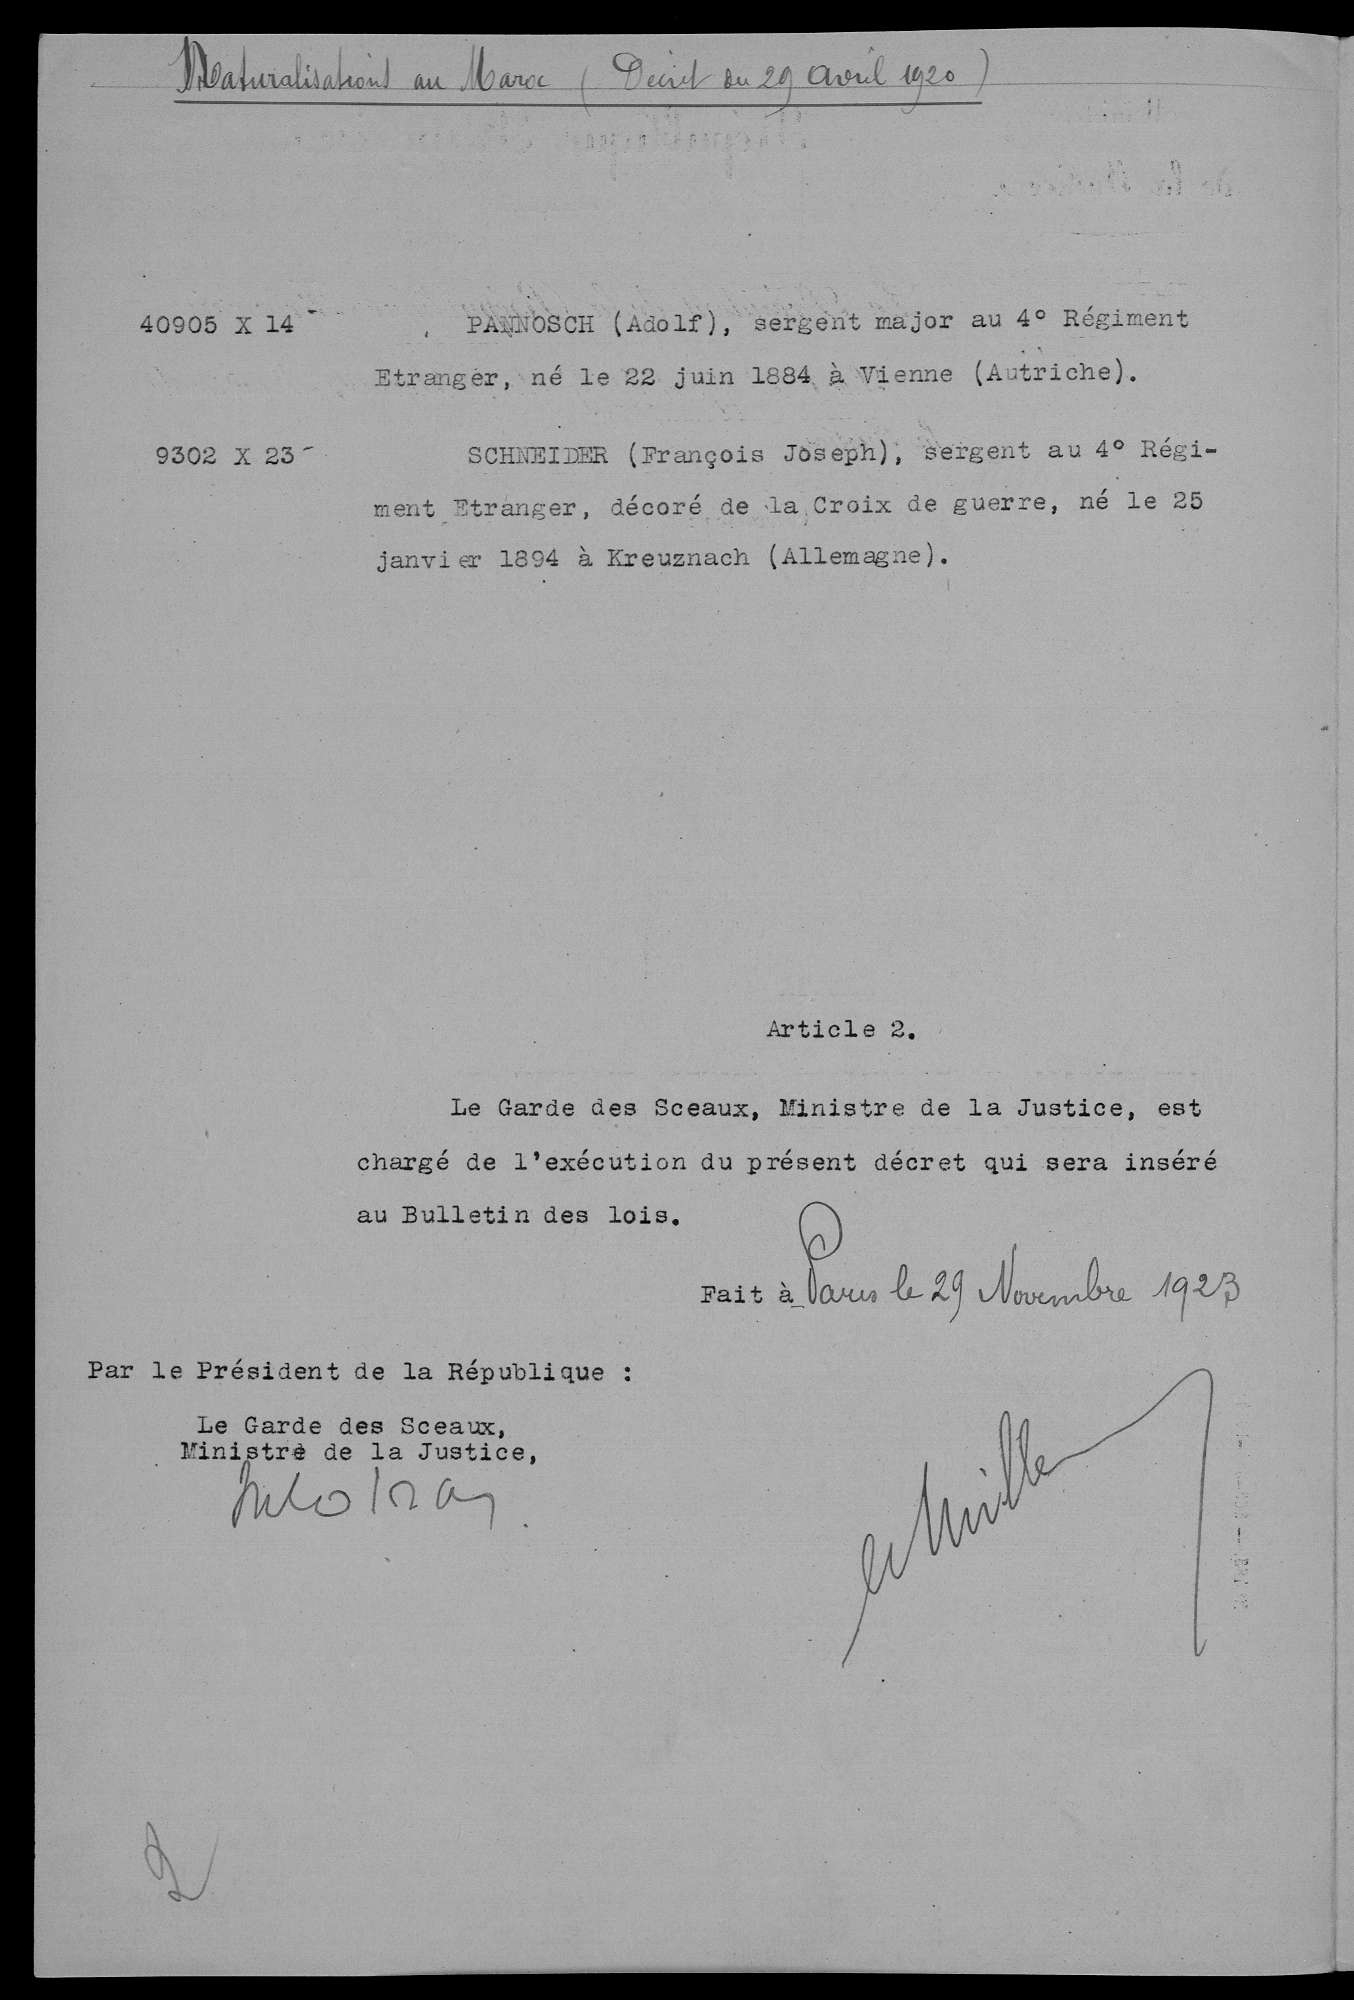 Naturalisations au Maroc (Décret du 29 avril 1920)
40905 X 14 - PANNOSCH (Adolf), sergent major au 4° Régiment
Etranger, né le 22 juin 1884 à Vienne (Autriche).
9302 X 23 - SCHNEIDER (François Joseph), sergent au 4° Régi-
ment Etranger, décoré de la Croix de guerre, né le 25
janvier 1894 à Kreuznach (Allemagne).
Article 2.
Le Garde des Sceaux, Ministre de la Justice, est
chargé de l'exécution du présent décret qui sera inséré
au Bulletin des lois.
Fait à Paris le 29 Novembre 1923
Par le Président de la République :
Le Garde des Sceaux,
Ministre de la Justice,
2